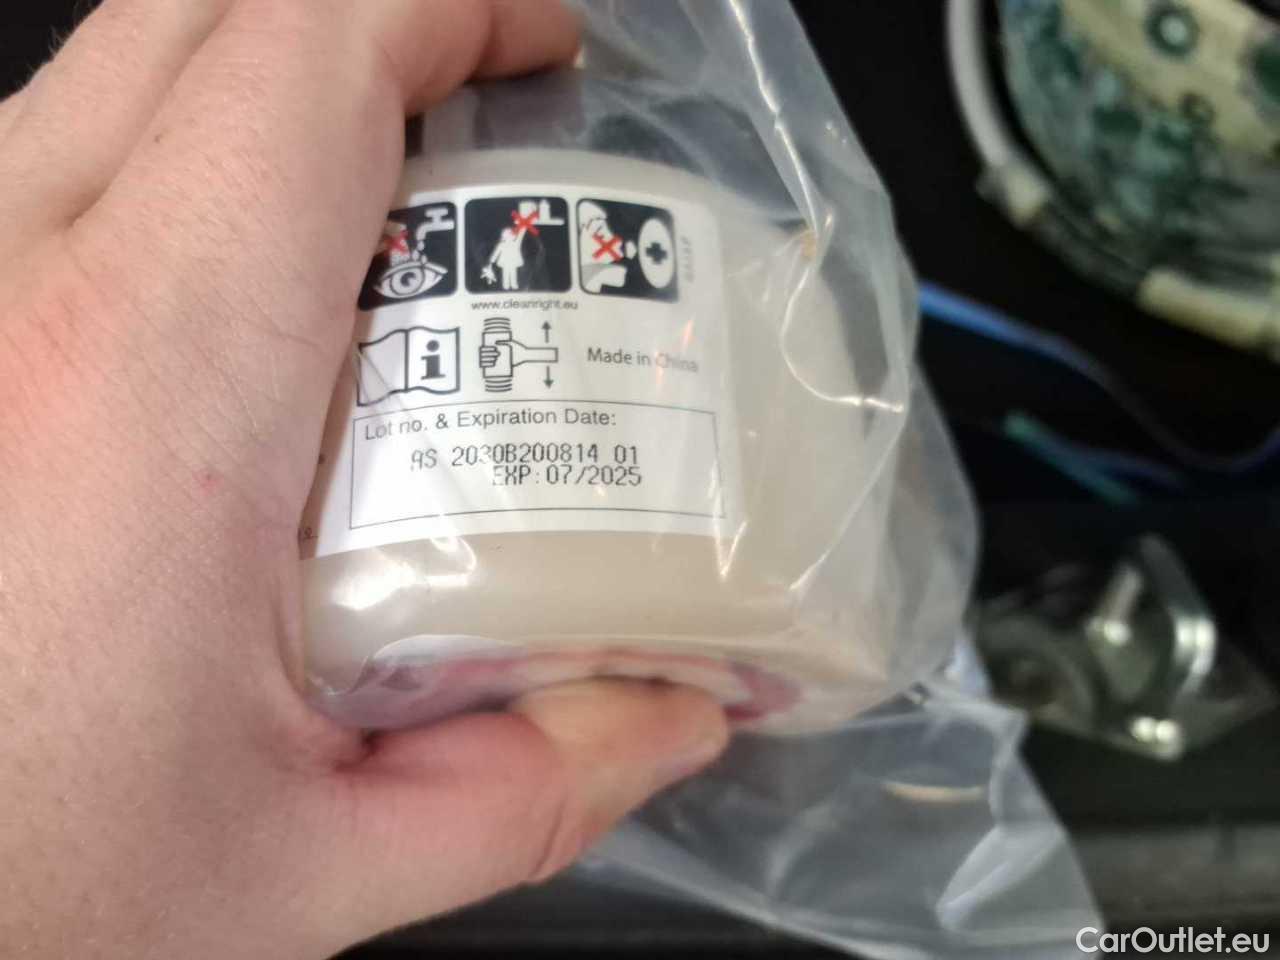 www.cleanright.eu
i
Made in China
Lot no. & Expiration Date:
AS 2030B200814 01
EXP:07/2025
CarOutlet.eu